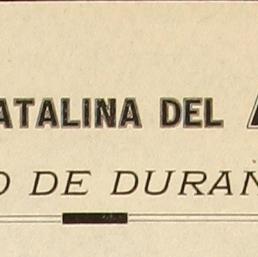 ATALINA DEL
O DE DURAN